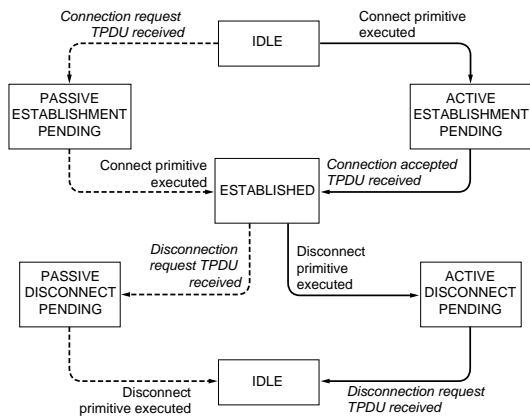 Connection request
TPDU received
IDLE
Connect primitive
executed
PASSIVE
ESTABLISHMENT
PENDING
ACTIVE
ESTABLISHMENT
PENDING
Connect primitive
executed
ESTABLISHED
Connection accepted
TPDU received
PASSIVE
DISCONNECT
PENDING
Disconnection
request TPDU
received
Disconnect
primitive
executed
ACTIVE
DISCONNECT
PENDING
Disconnect
primitive executed
IDLE
Disconnection request
TPDU received